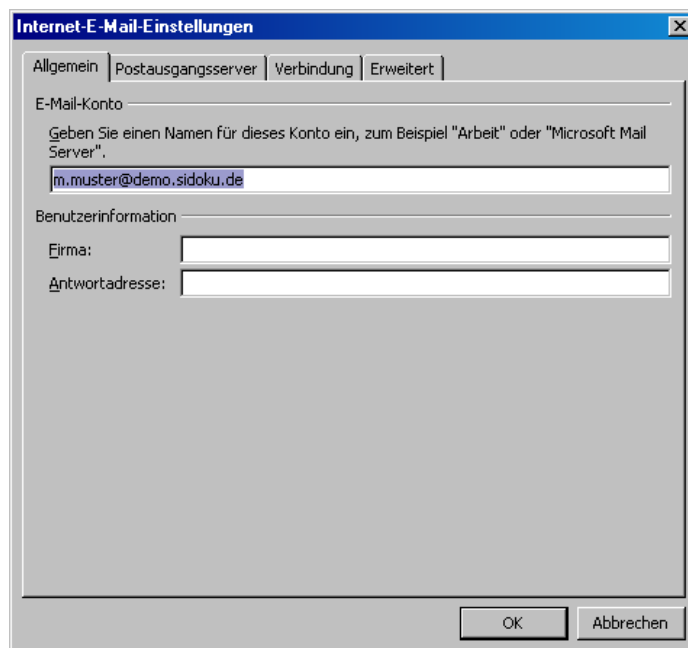 Internet-E-Mail-Einstellungen
Allgemein Postausgangsserver Verbindung Erweitert
E-Mail-Konto
Geben Sie einen Namen für dieses Konto ein, zum Beispiel "Arbeit" oder "Microsoft Mail
Server".
m.muster@demo.sidoku.de
Benutzerinformation
Firma:
Antwortadresse:
OK Abbrechen